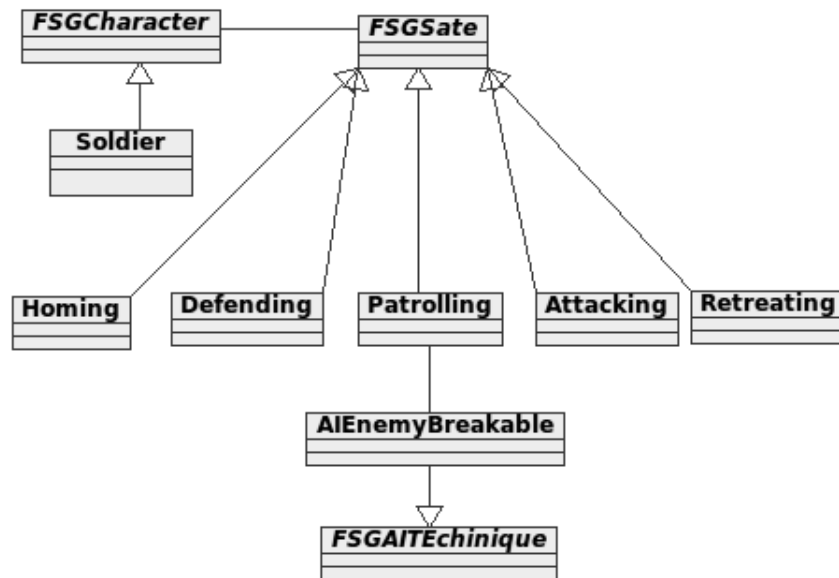 FSGCharacter
FSGSate
Soldier
Homing
Defending
Patrolling
Attacking
Retreating
AIEnemyBreakable
FSGAITEchinique